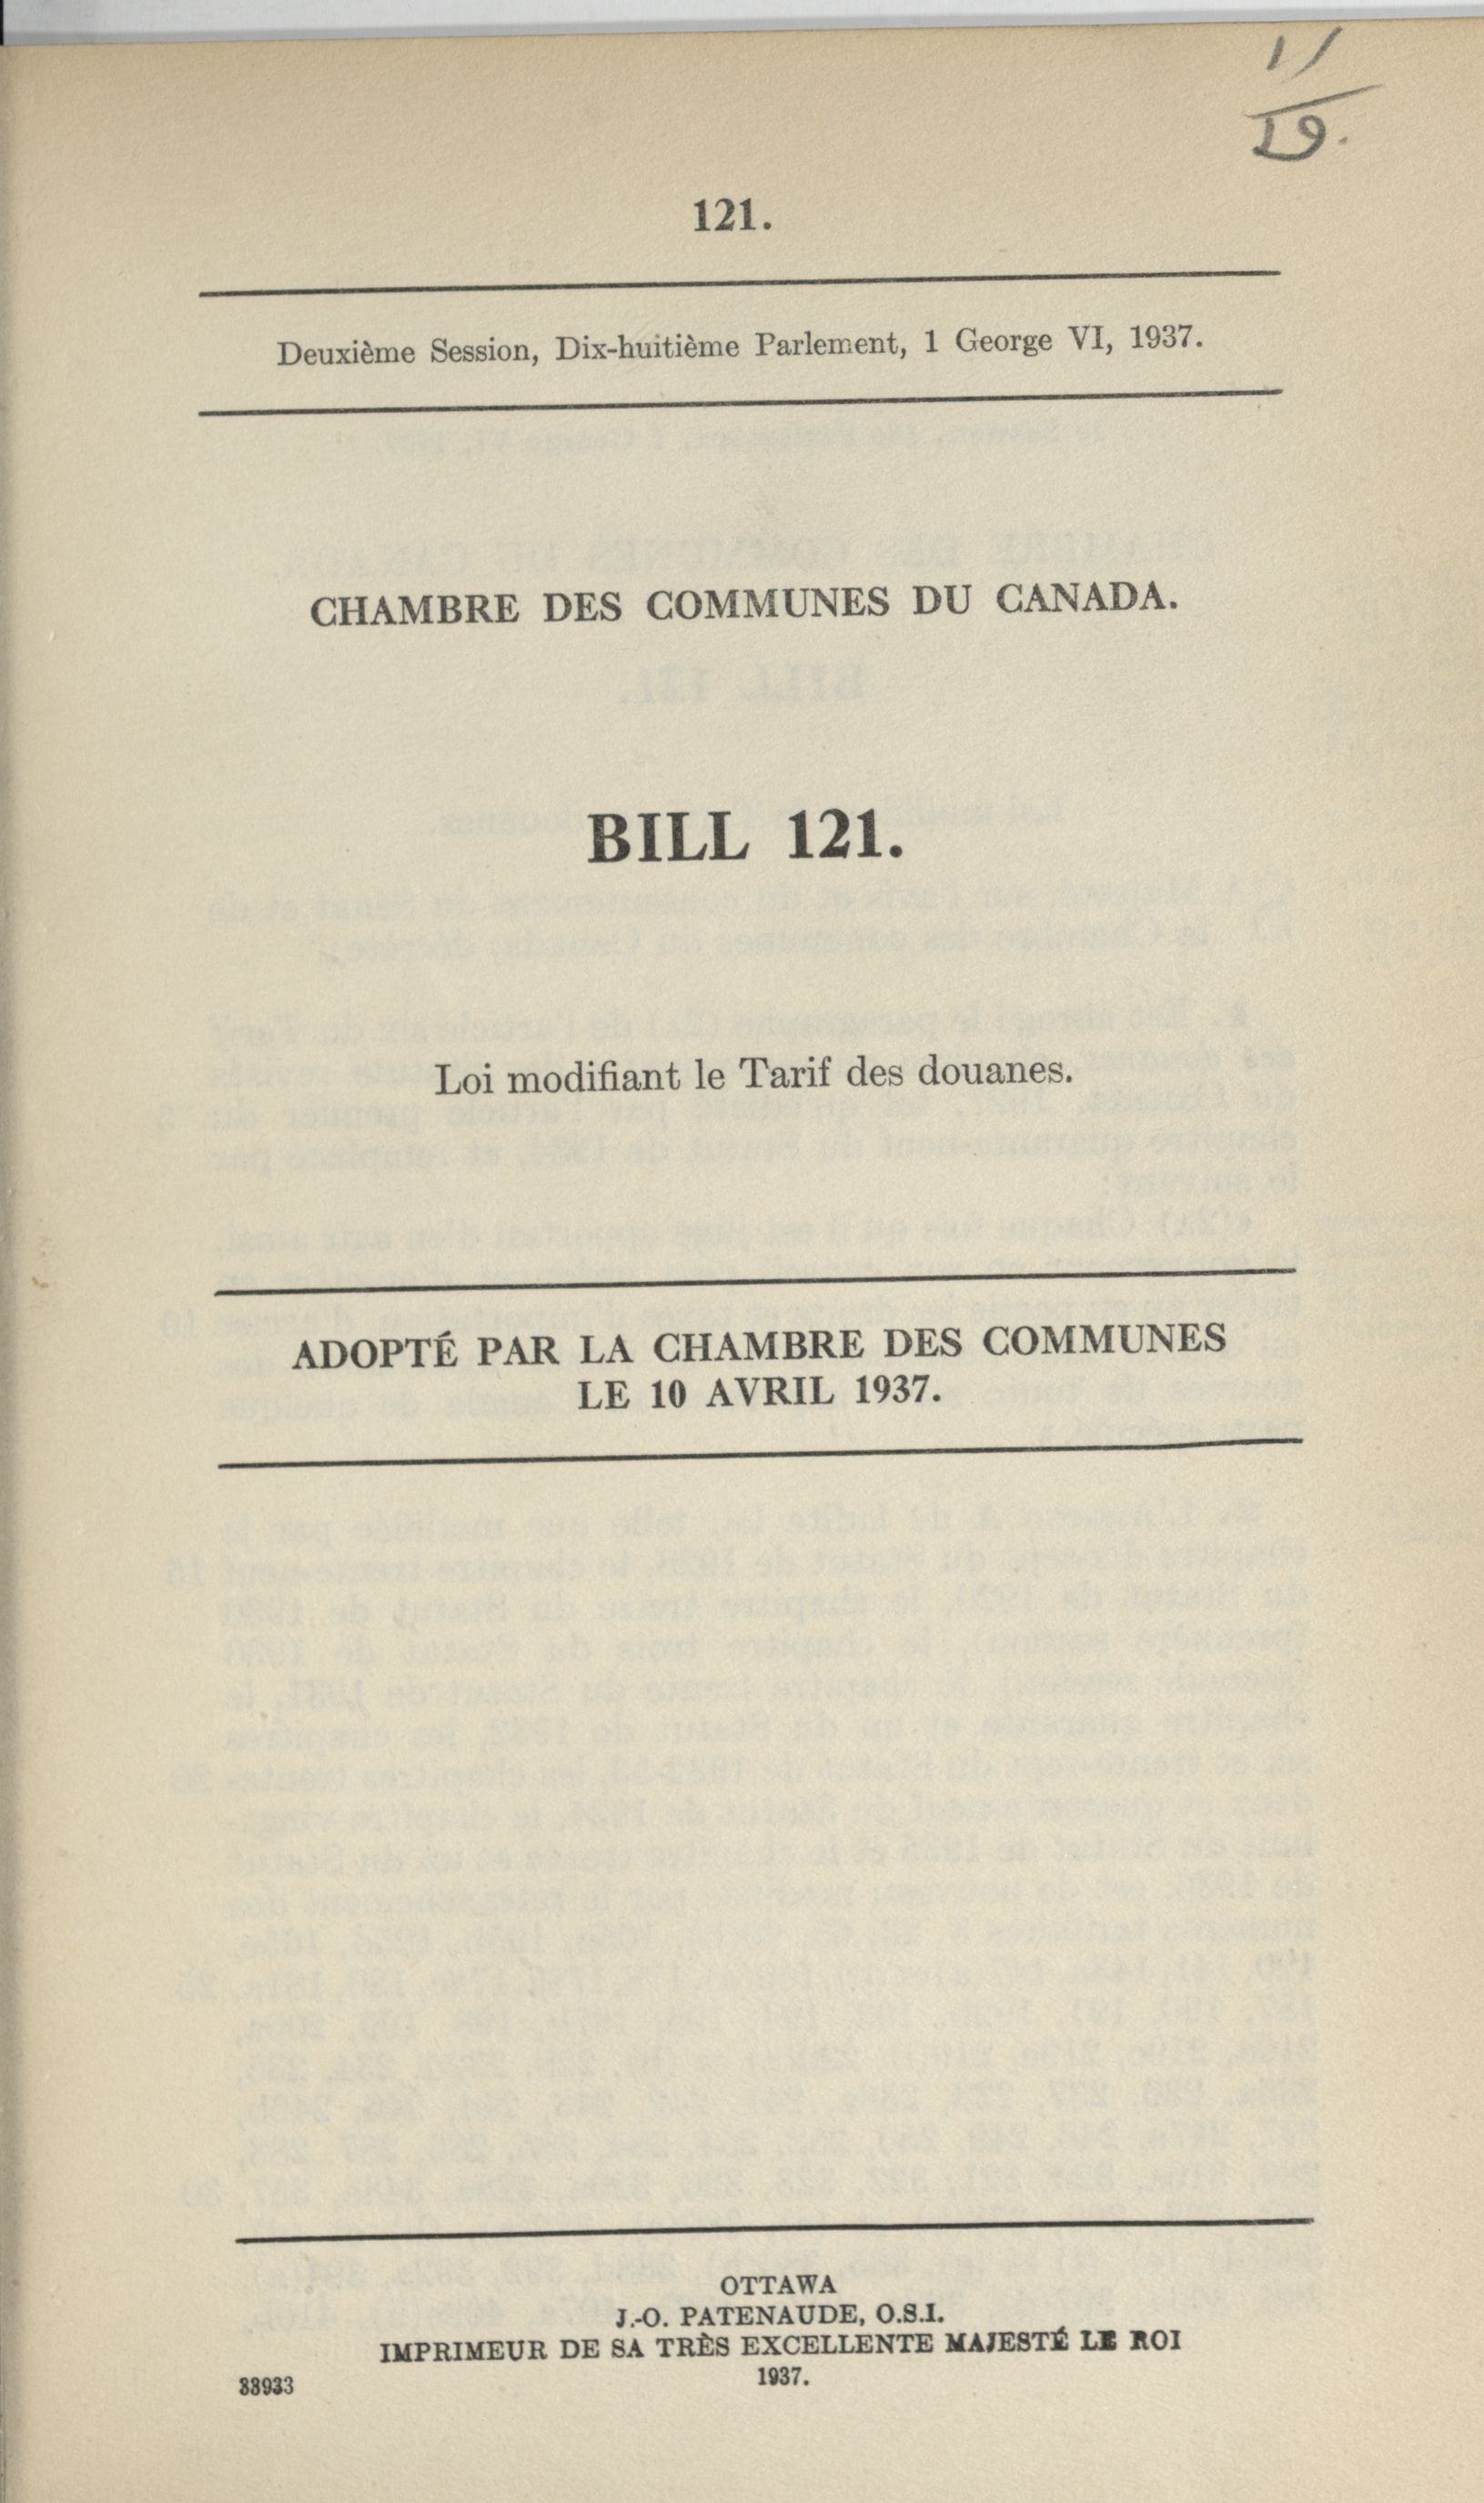 1/
19.
121.
Deuxième Session, Dix-huitième Parlement, 1 George VI, 1937.
CHAMBRE DES COMMUNES DU CANADA.
BILL 121.
Loi modifiant le Tarif des douanes.
ADOPTÉ PAR LA CHAMBRE DES COMMUNES
LE 10 AVRIL 1937.
OTTAWA
J.-O. PATENAUDE, O.S.I.
IMPRIMEUR DE SA TRÈS EXCELLENTE MAJESTÉ LE ROI
1937.
33933